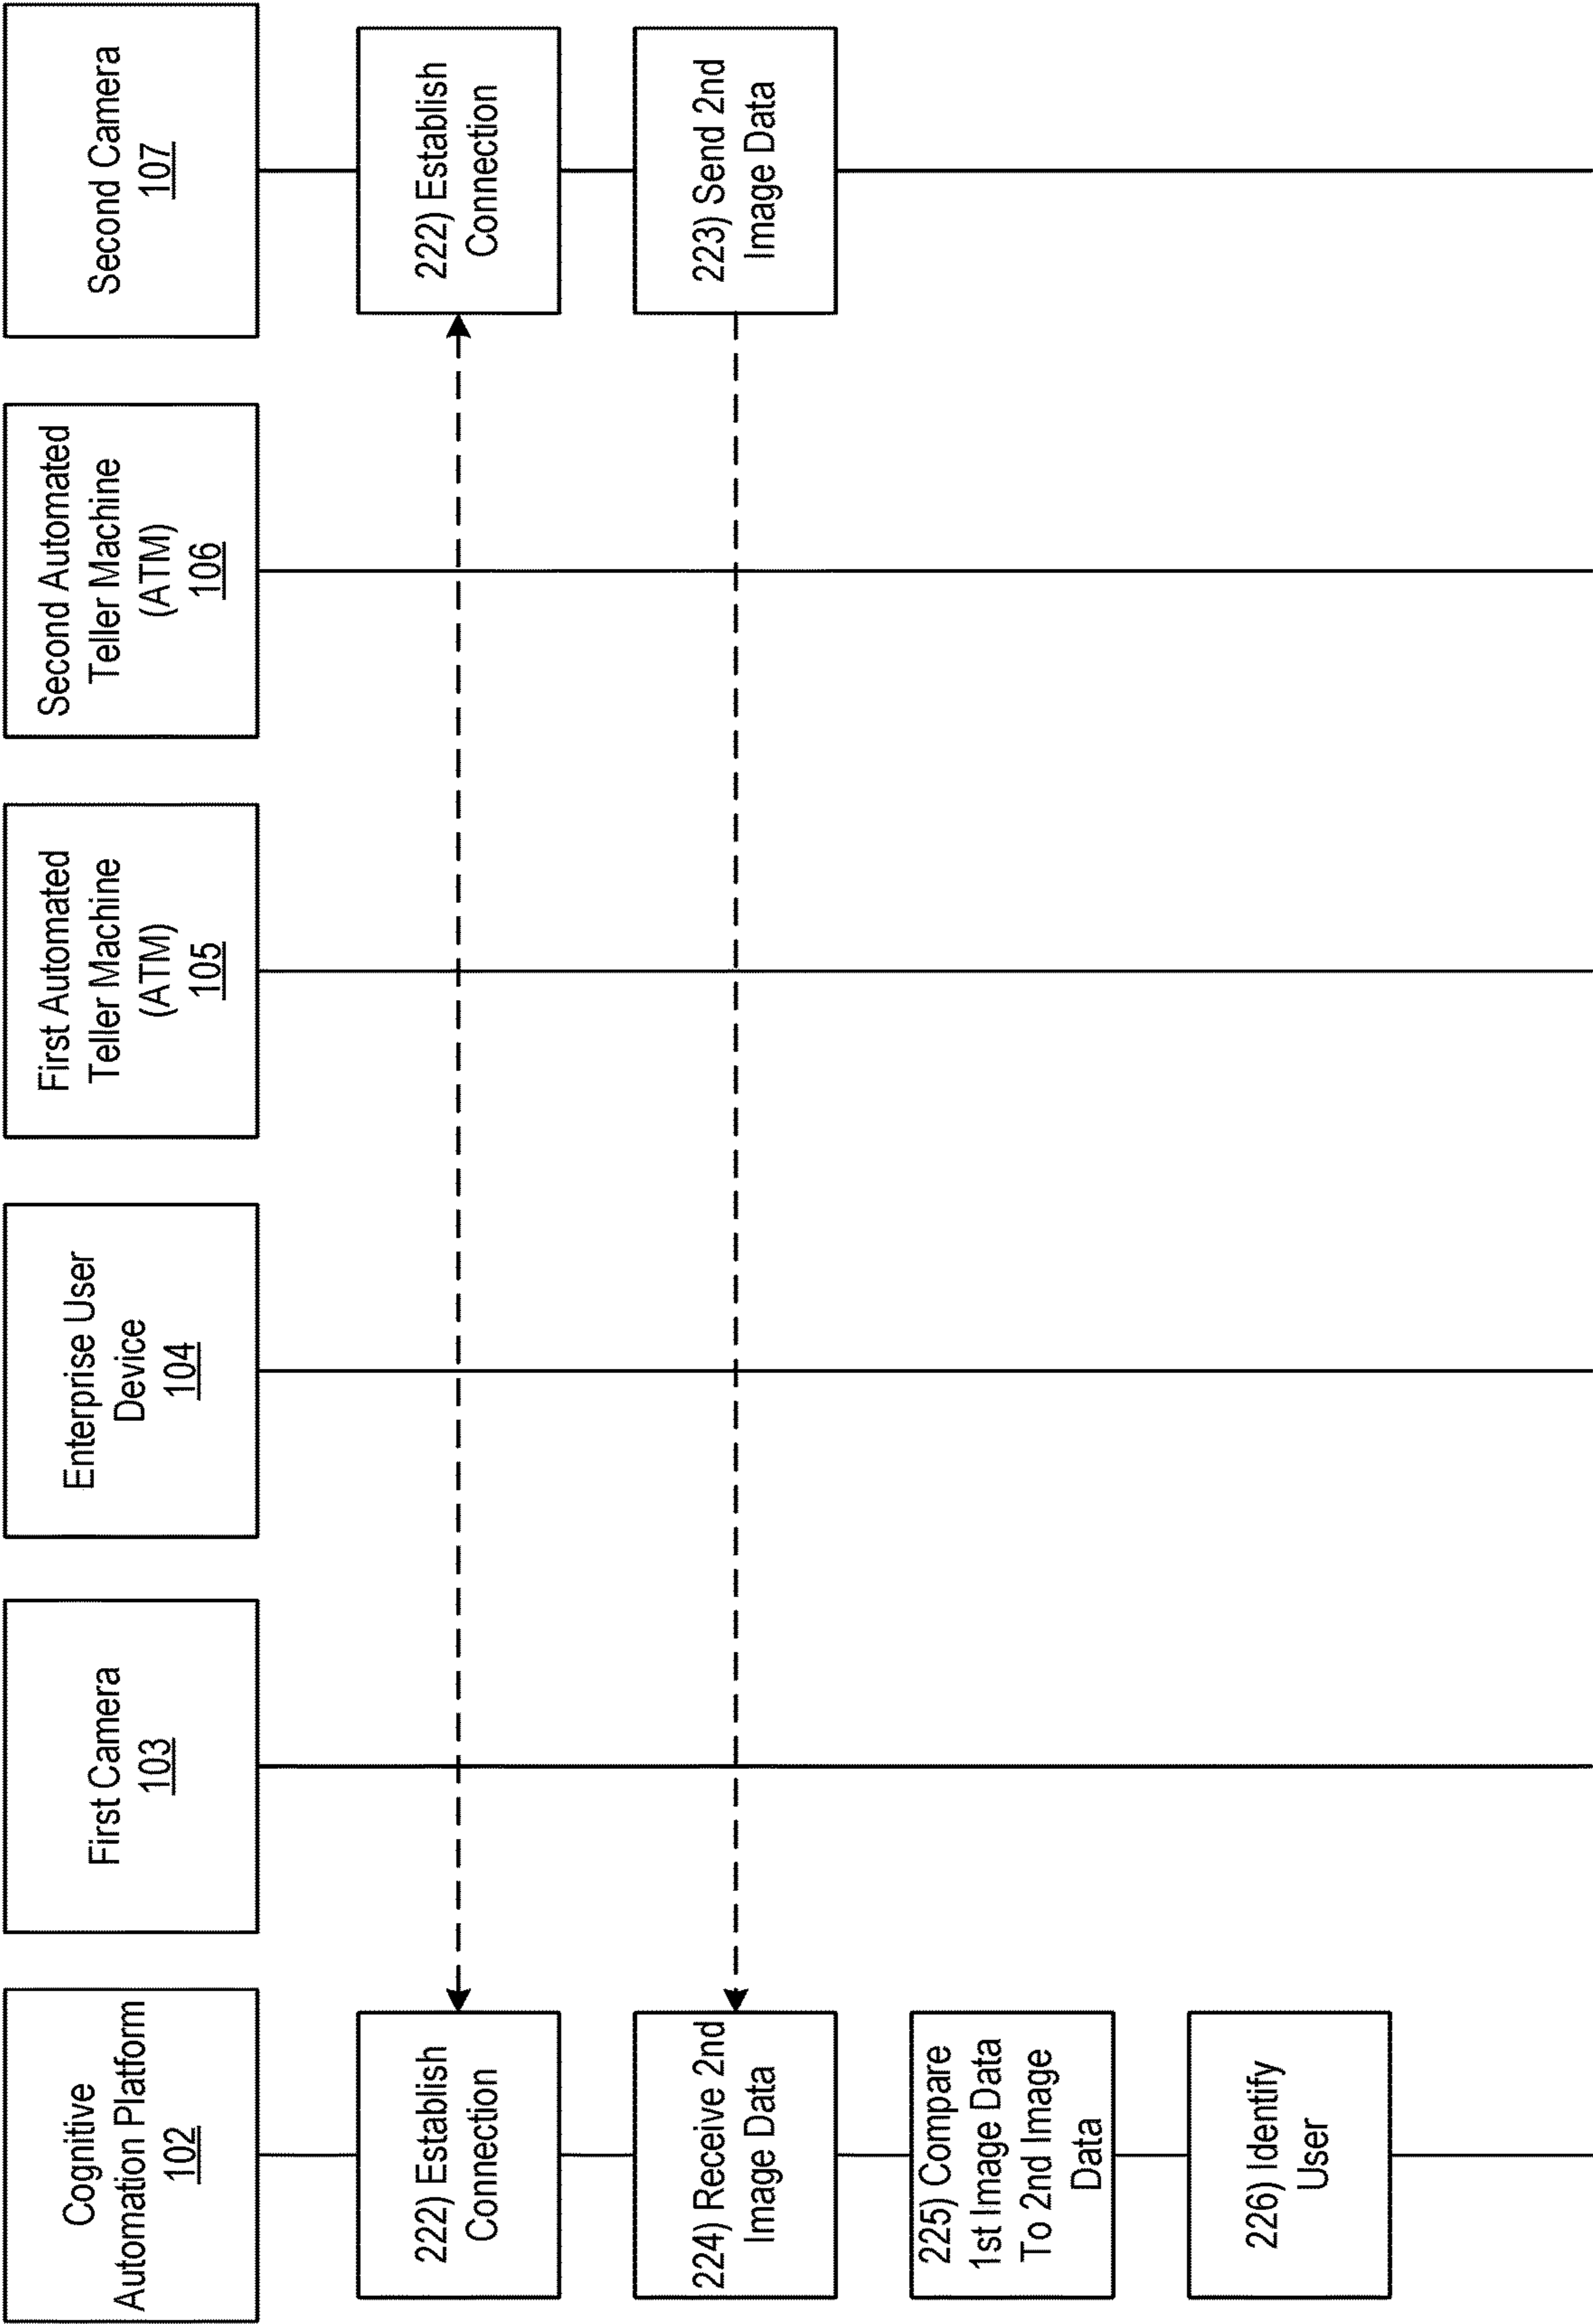 Cognitive
Automation Platform
102
First Camera
103
Enterprise User
Device
104
First Automated
Teller Machine
(ATM)
105
Second Automated
Teller Machine
(ATM)
106
Second Camera
107
222) Establish
Connection
222) Establish
Connection
224) Receive 2nd
Image Data
223) Send 2nd
Image Data
225) Compare
1st Image Data
To 2nd Image
Data
226) Identify
User